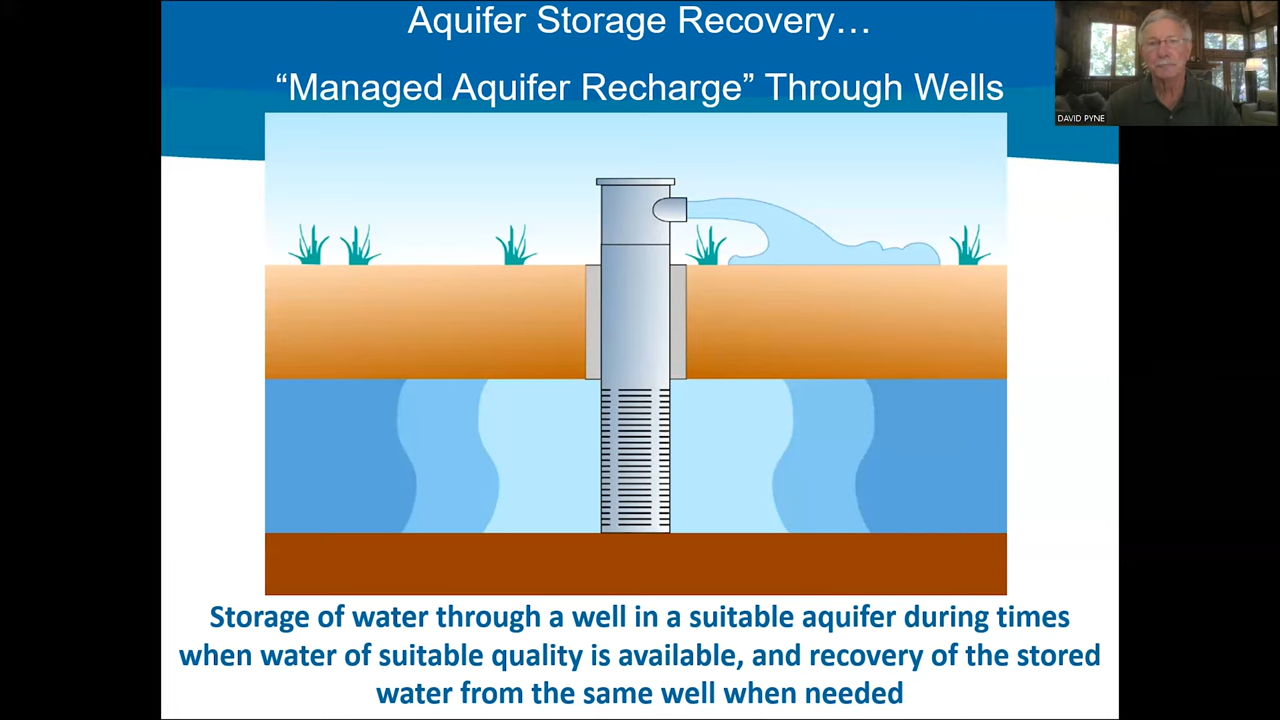 Aquifer Storage Recovery…
“Managed Aquifer Recharge” Through Wells
DAVID PYNE
Storage of water through a well in a suitable aquifer during times
when water of suitable quality is available, and recovery of the stored
water from the same well when needed